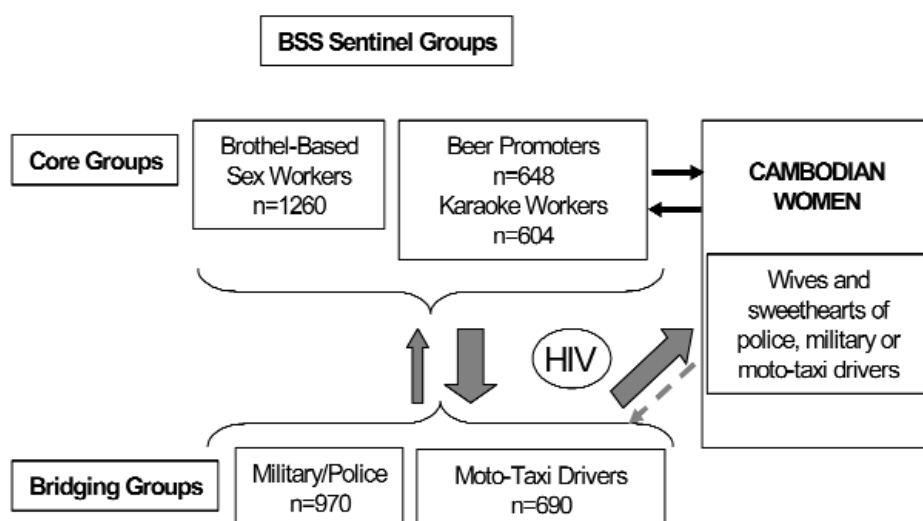 BSS Sentinel Groups
Core Groups
Brothel-Based
Sex Workers
n=1260
Beer Promoters
n=648
Karaoke Workers
n=604
CAMBODIAN
WOMEN
Wives and
sweethearts of
police, military or
moto-taxi drivers
HIV
Bridging Groups
Military/Police
n=970
Moto-Taxi Drivers
n=690